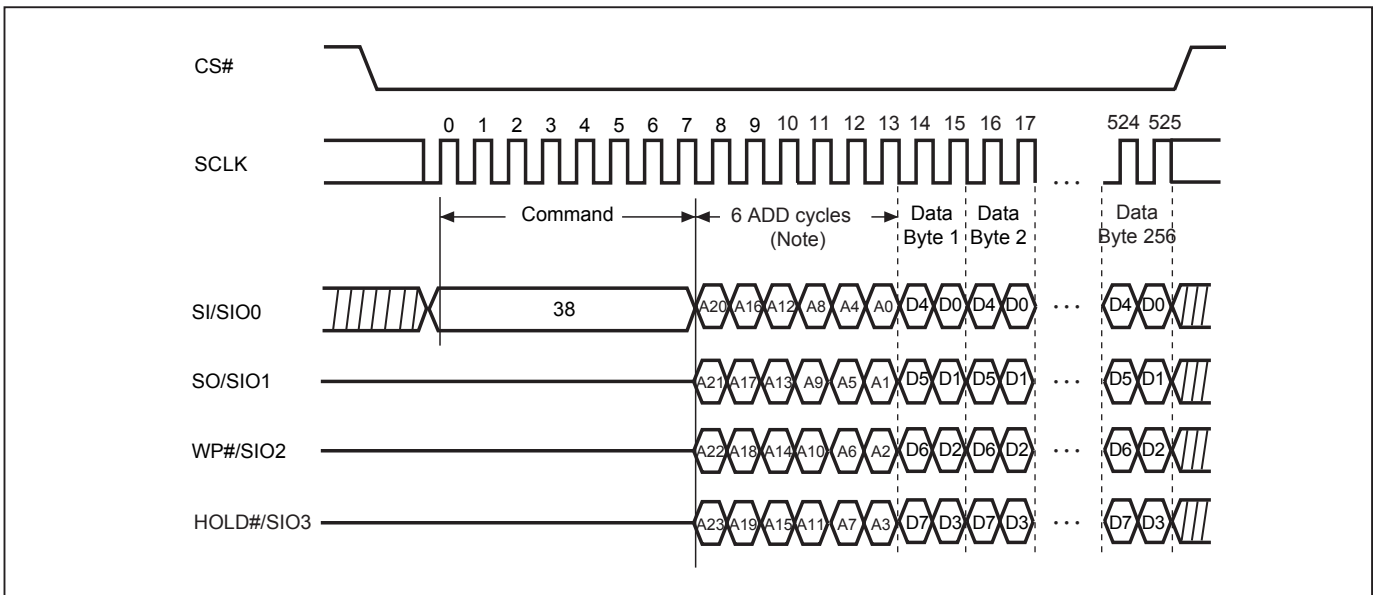 CS#
0 1 2 3 4 5 6 7 8 9 10 11 12 13 14 15 16 17 524 525
SCLK
...
Command 6 ADD cycles Data Data Data
(Note) Byte 1 Byte 2 Byte 256
SI/SIO0 38 A20 A16 A12 A8 A4 A0 D4 D0 D4 D0 ... D4 D0
SO/SIO1 A21 A17 A13 A9 A5 A1 D5 D1 D5 D1 ... D5 D1
WP#/SIO2 A22 A18 A14 A10 A6 A2 D6 D2 D6 D2 ... D6 D2
HOLD#/SIO3 A23 A19 A15 A11 A7 A3 D7 D3 D7 D3 ... D7 D3